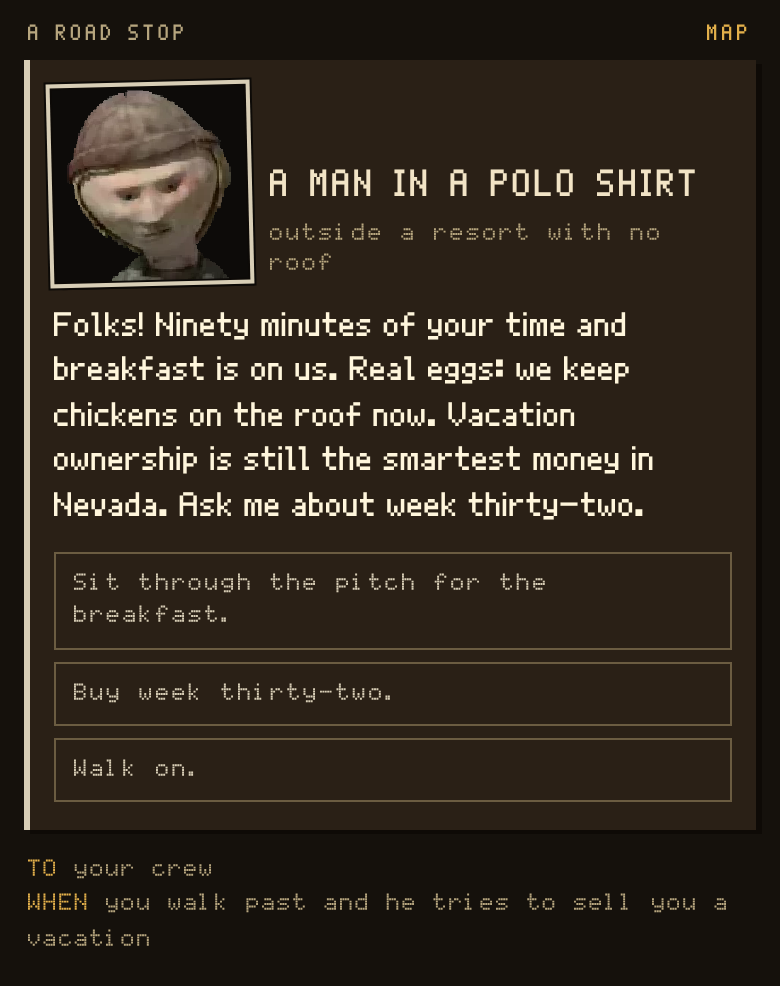 A ROAD STOP
MAP
A MAN IN A POLO SHIRT
outside a resort with no
roof
Folks! Ninety minutes of your time and
breakfast is on us. Real eggs: we keep
chickens on the roof now. Vacation
ownership is still the smartest money in
Nevada. Ask me about week thirty-two.
Sit through the pitch for the
breakfast.
Buy week thirty-two.
Walk on.
TO your crew
WHEN you walk past and he tries to sell you a
vacation